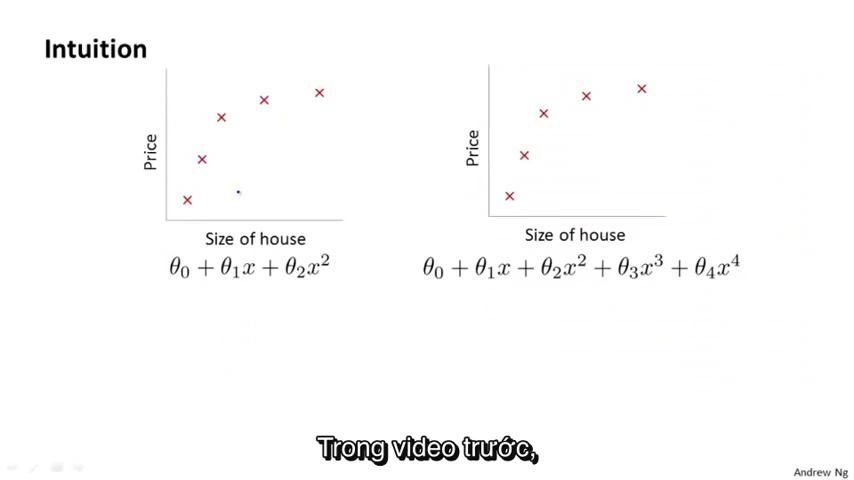 Intuition
Price
Size of house
θ₀ + θ₁x + θ₂x²
Price
Size of house
θ₀ + θ₁x + θ₂x² + θ₃x³ + θ₄x⁴
Trong video trước,
Andrew Ng